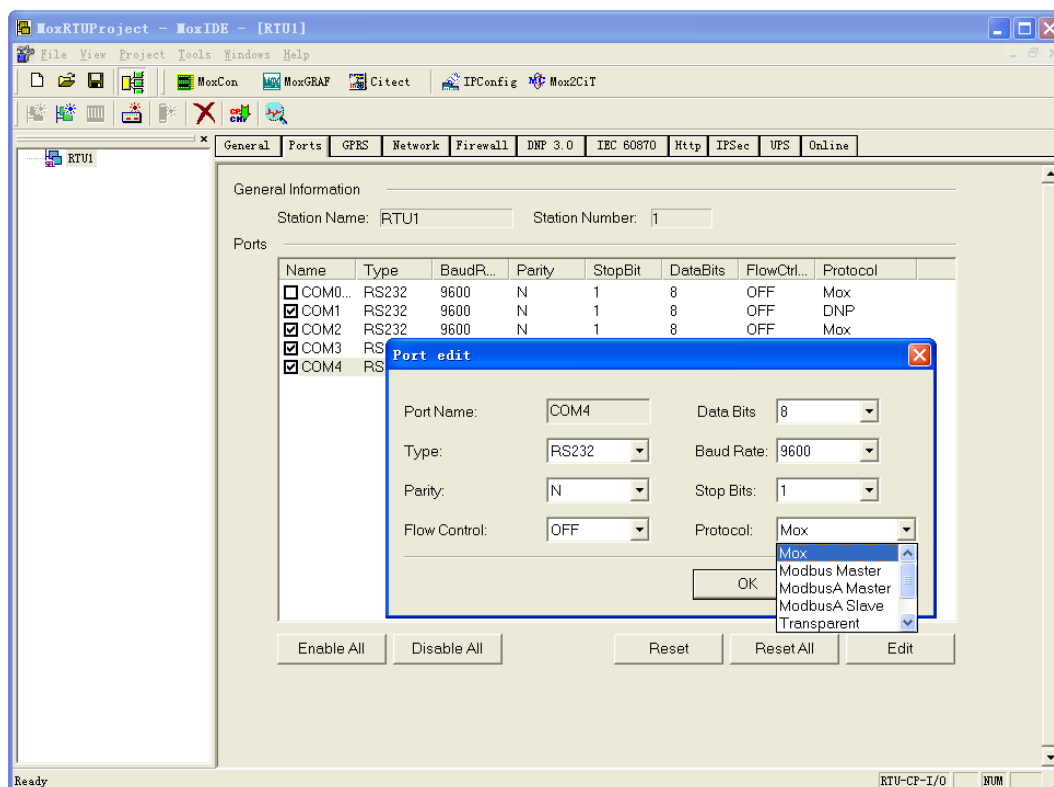 MoxRTUProject - MoxIDE - [RTU1]
File View Project Tools Windows Help
MoxCon MoxGRAF Citect IPConfig Mox2CiT
RTU1
General Ports GPRS Network Firewall DNP 3.0 IEC 60870 Http IPSec UPS Online
General Information
Station Name: RTU1 Station Number: 1
Ports
Name Type BaudR... Parity StopBit DataBits FlowCtrl... Protocol
COM0... RS232 9600 N 1 8 OFF Mox
COM1 RS232 9600 N 1 8 OFF DNP
COM2 RS232 9600 N 1 8 OFF Mox
COM3 RS
COM4 RS
Port edit
Port Name: COM4 Data Bits 8
Type: RS232 Baud Rate: 9600
Parity: N Stop Bits: 1
Flow Control: OFF Protocol: Mox
Mox
Modbus Master
ModbusA Master
ModbusA Slave
Transparent
OK
Enable All Disable All Reset Reset All Edit
Ready RTU-CP-I/O NUM